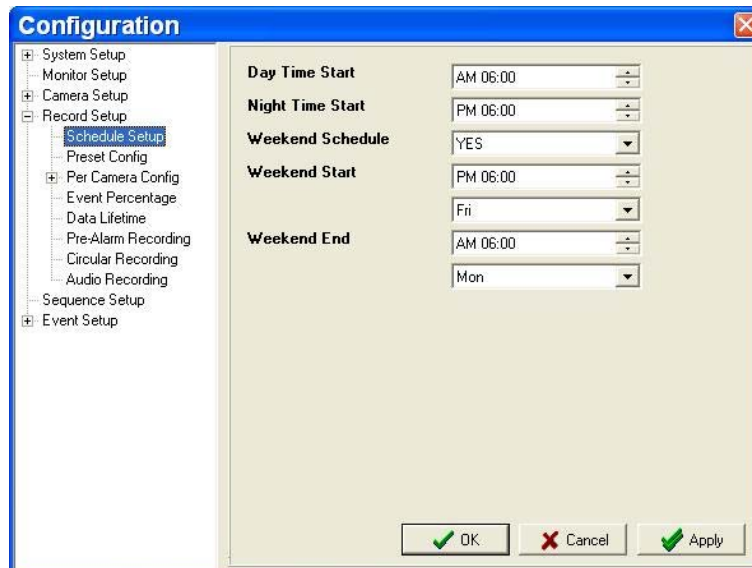 Configuration
System Setup
Monitor Setup
Camera Setup
Record Setup
Schedule Setup
Preset Config
Per Camera Config
Event Percentage
Data Lifetime
Pre-Alarm Recording
Circular Recording
Audio Recording
Sequence Setup
Event Setup
Day Time Start AM 06:00
Night Time Start PM 06:00
Weekend Schedule YES
Weekend Start PM 06:00
Fri
Weekend End AM 06:00
Mon
OK Cancel Apply